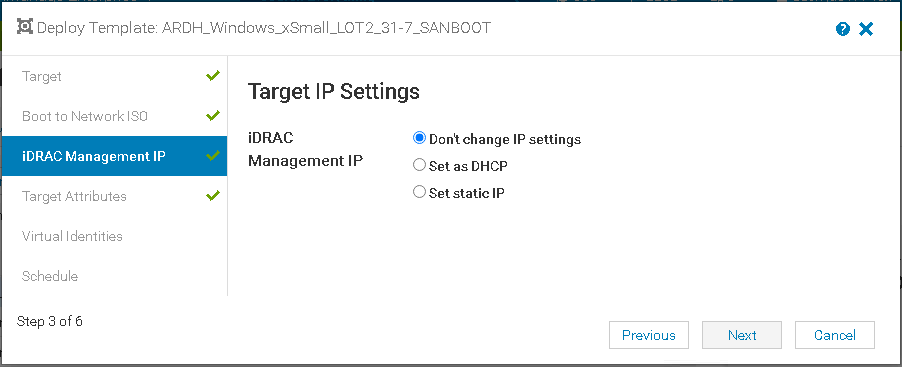 Deploy Template: ARDH_Windows_xSmall_LOT2_31-7_SANBOOT
Target
Boot to Network ISO
iDRAC Management IP
Target Attributes
Virtual Identities
Schedule
Step 3 of 6
Target IP Settings
iDRAC
Management IP
Don't change IP settings
Set as DHCP
Set static IP
Previous
Next
Cancel